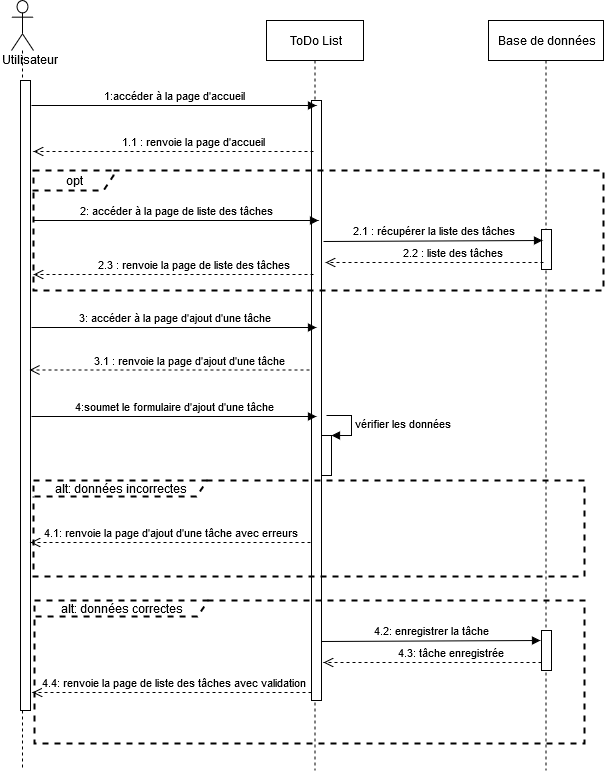 Utilisateur
ToDo List
Base de données
1:accéder à la page d'accueil
1.1 : renvoie la page d'accueil
opt
2: accéder à la page de liste des tâches
2.1 : récupérer la liste des tâches
2.2 : liste des tâches
2.3 : renvoie la page de liste des tâches
3: accéder à la page d'ajout d'une tâche
3.1 : renvoie la page d'ajout d'une tâche
4:soumet le formulaire d'ajout d'une tâche
vérifier les données
alt: données incorrectes
4.1: renvoie la page d'ajout d'une tâche avec erreurs
alt: données correctes
4.2: enregistrer la tâche
4.3: tâche enregistrée
4.4: renvoie la page de liste des tâches avec validation